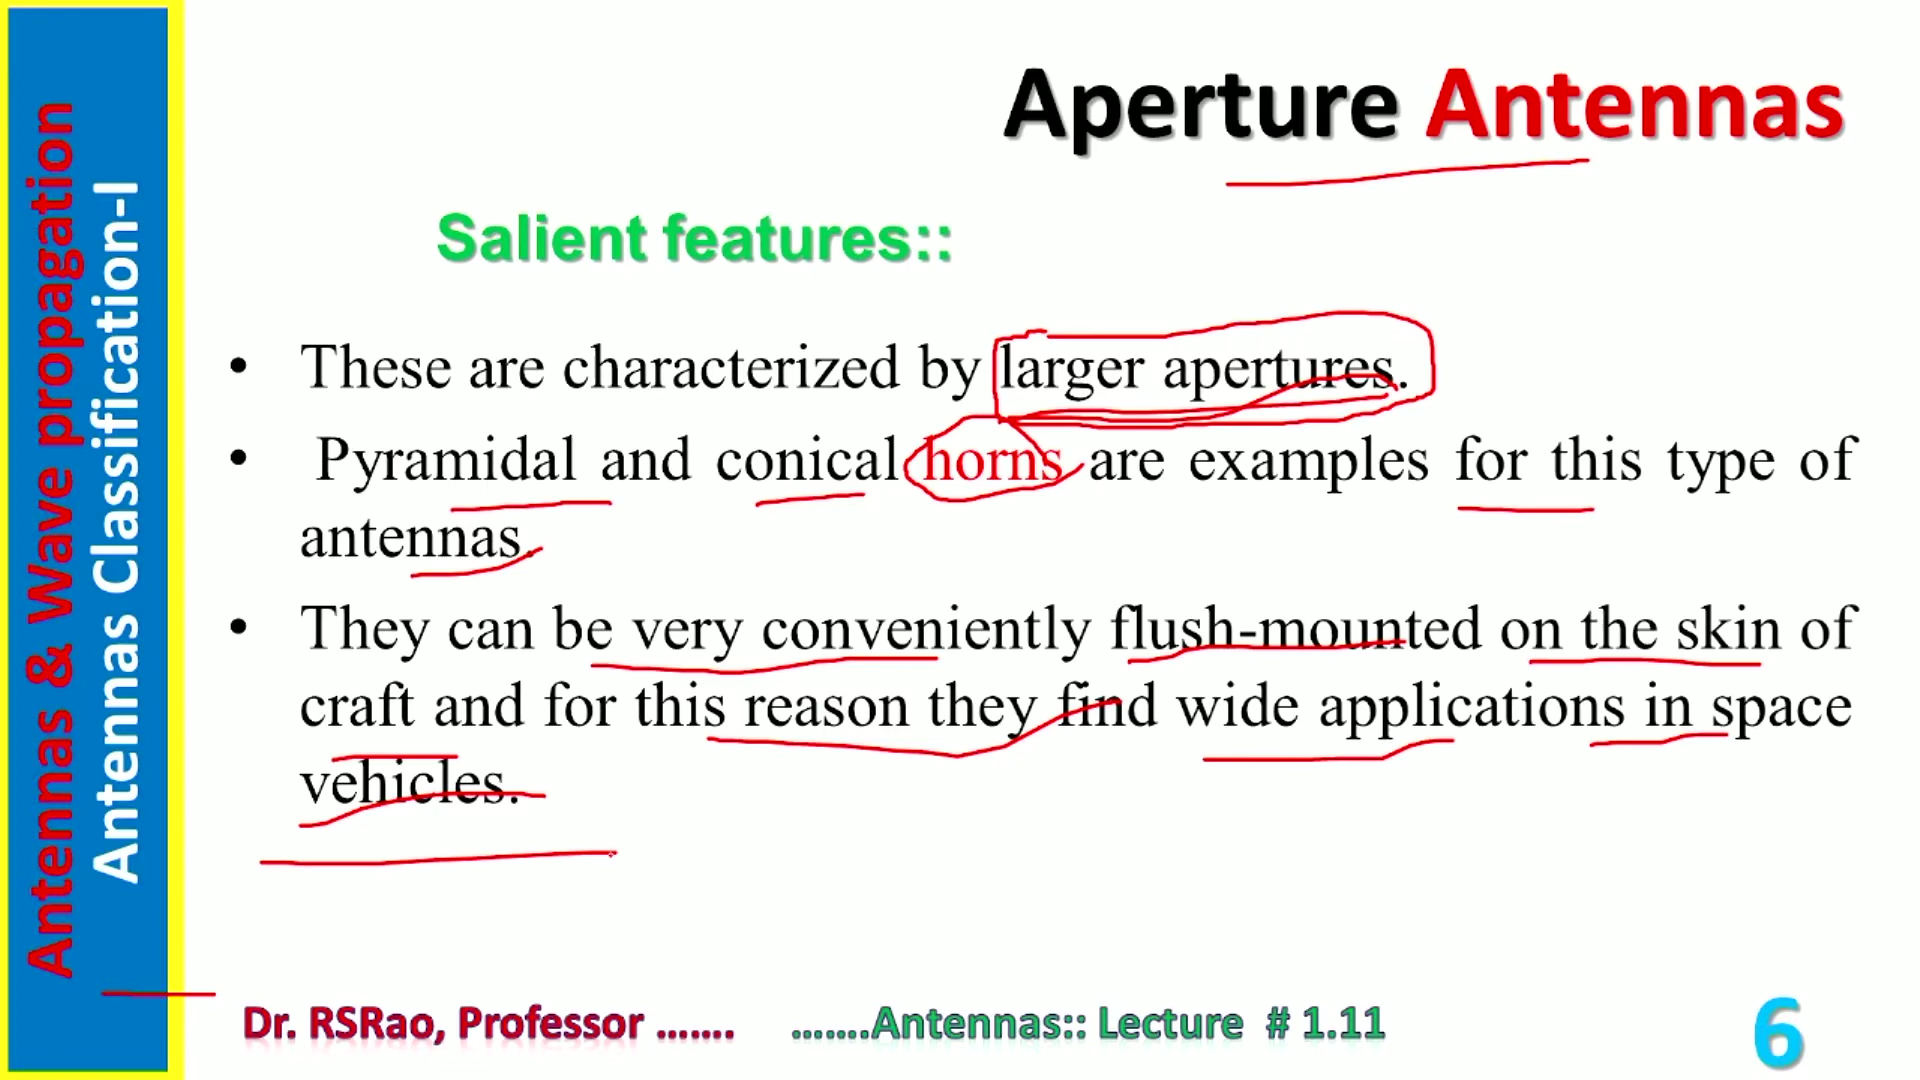 Antennas & Wave propagation
Antennas Classification-I
Aperture Antennas
Salient features::
• These are characterized by larger apertures.
• Pyramidal and conical horns are examples for this type of
antennas.
• They can be very conveniently flush-mounted on the skin of
craft and for this reason they find wide applications in space
vehicles.
Dr. RSRao, Professor ....... .......Antennas:: Lecture # 1.11
6